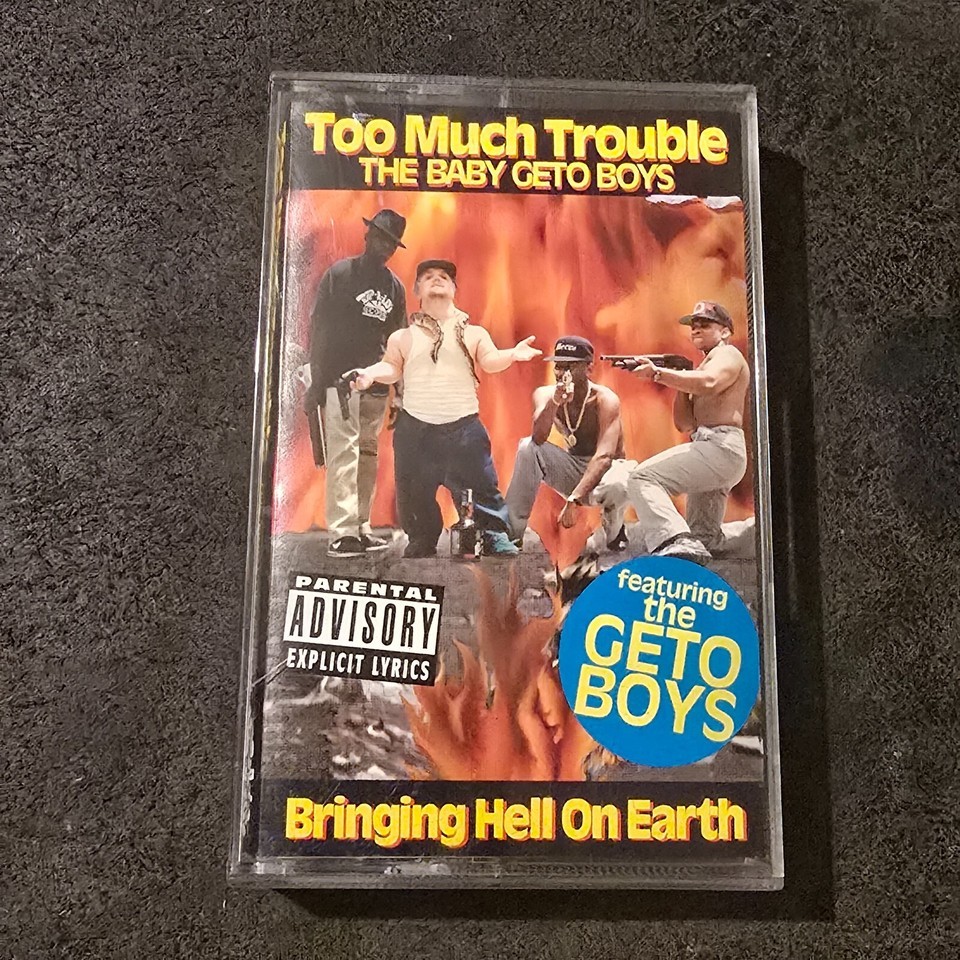 Too Much Trouble
THE BABY GETO BOYS
PARENTAL
ADVISORY
EXPLICIT LYRICS
featuring
the
GETO
BOYS
Bringing Hell On Earth